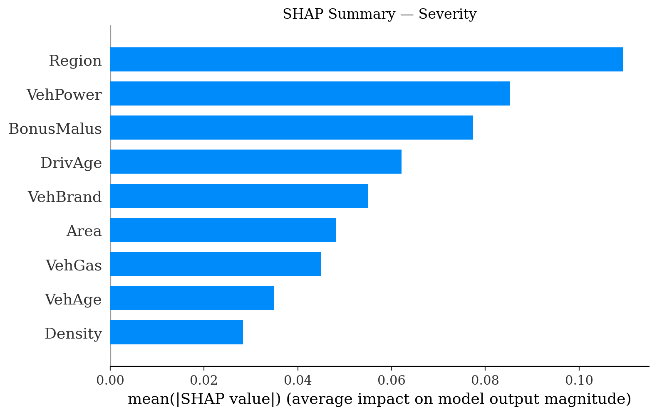 SHAP Summary — Severity
Region
VehPower
BonusMalus
DrivAge
VehBrand
Area
VehGas
VehAge
Density
0.00 0.02 0.04 0.06 0.08 0.10
mean(|SHAP value|) (average impact on model output magnitude)